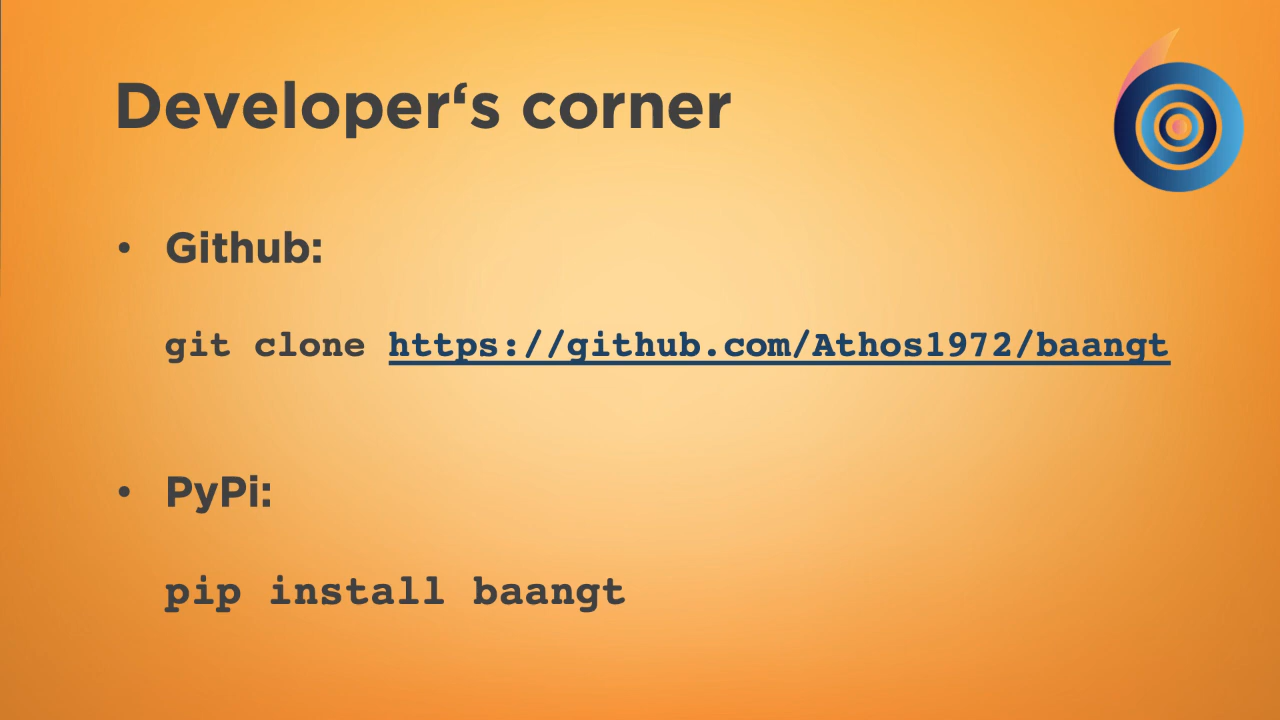 Developer‘s corner
• Github:
git clone https://github.com/Athos1972/baangt
• PyPi:
pip install baangt